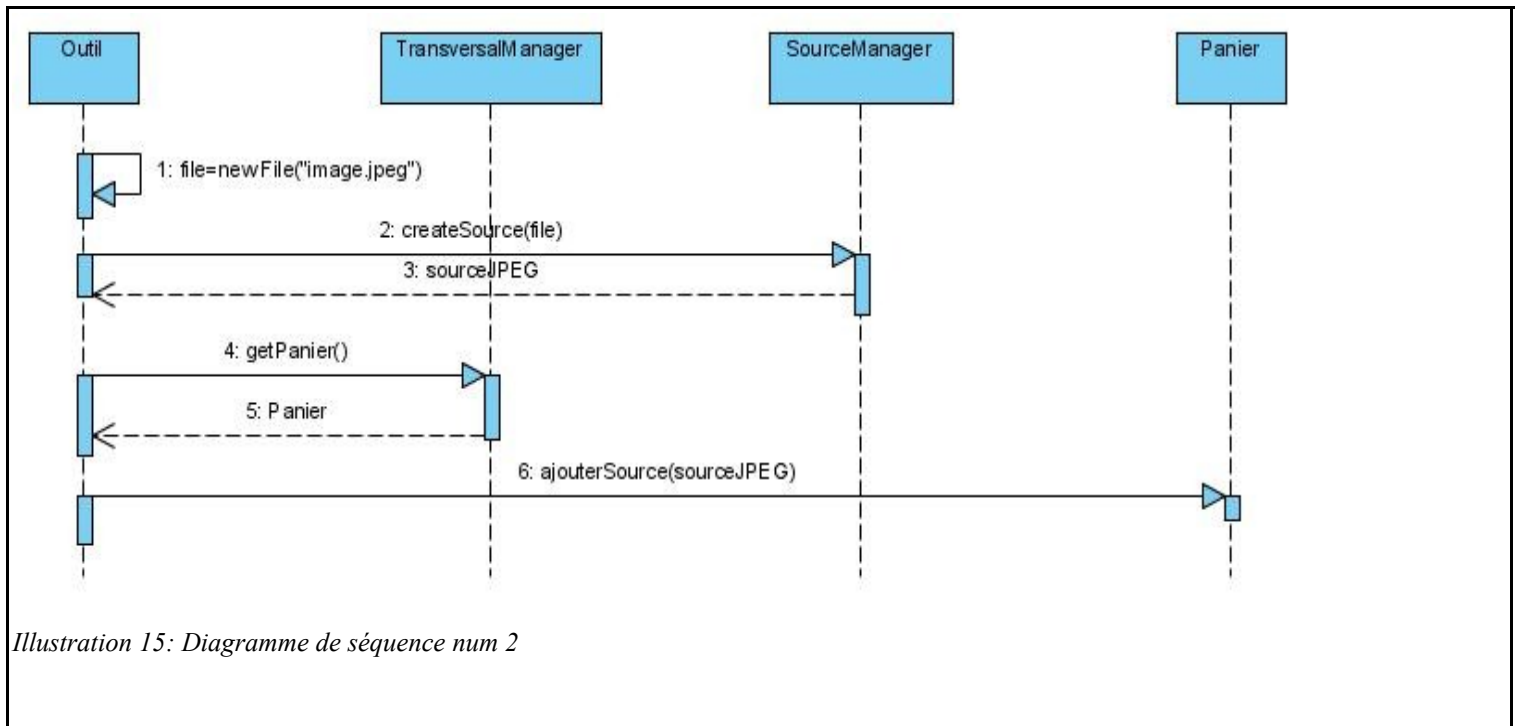 Outil
TransversalManager
SourceManager
Panier
1: file=newFile("image.jpeg")
2: createSource(file)
3: sourceJPEG
4: getPanier()
5: Panier
6: ajouterSource(sourceJPEG)
Illustration 15: Diagramme de séquence num 2